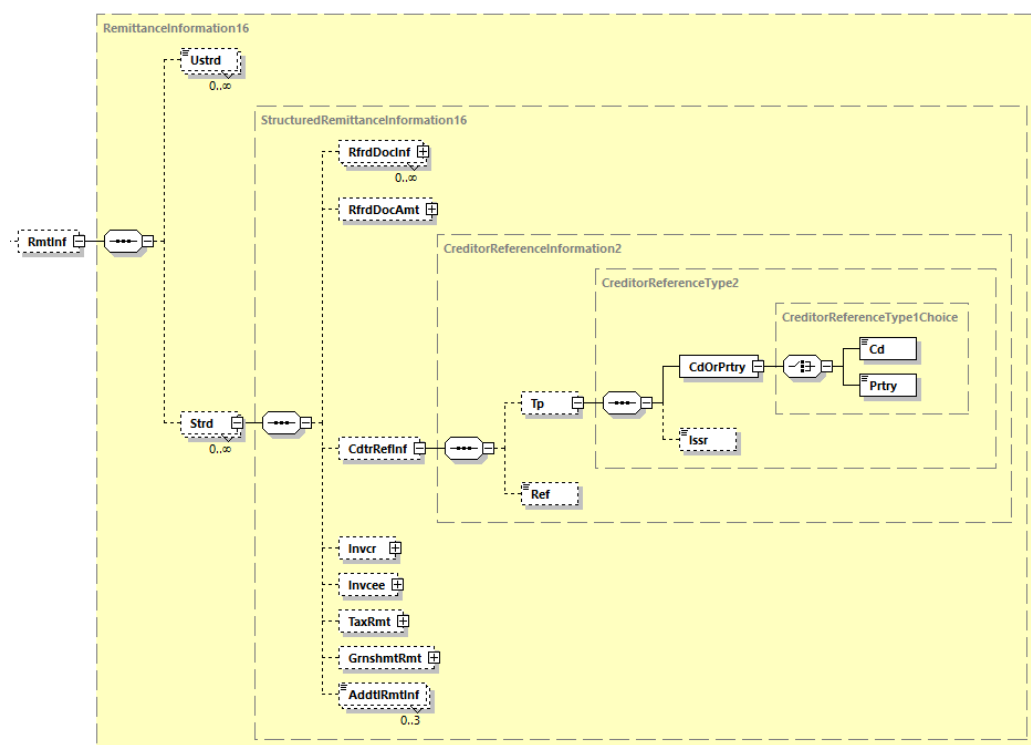 RemittanceInformation16
Ustrd
0..∞
StructuredRemittanceInformation16
RfrdDocInf
0..∞
RfrdDocAmt
RmtInf
CreditorReferenceInformation2
CreditorReferenceType2
CreditorReferenceType1Choice
Cd
CdOrPrtry
Prtry
Tp
Strd
0..∞
Issr
CdtrRefInf
Ref
Invcr
Invcee
TaxRmt
GrnshmtRmt
AddtlRmtInf
0..3